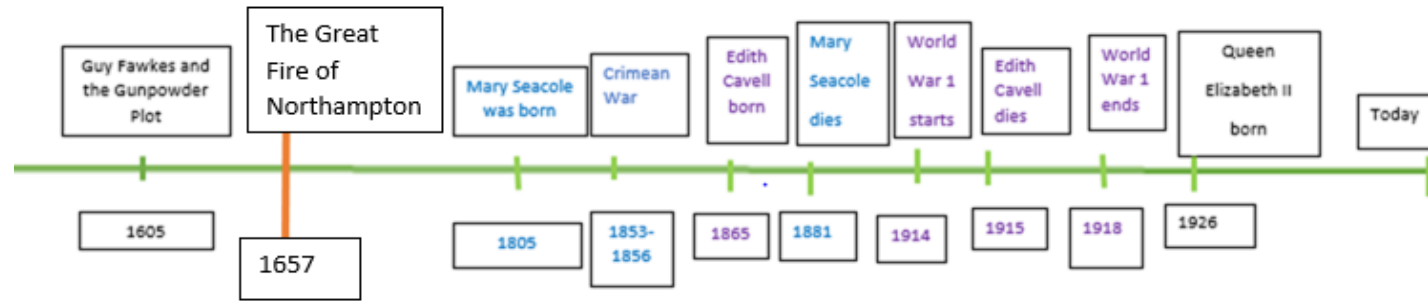 Guy Fawkes and
the Gunpowder
Plot
The Great
Fire of
Northampton
Mary Seacole
was born
Crimean
War
Edith
Cavell
born
Mary
Seacole
dies
World
War 1
starts
Edith
Cavell
dies
World
War 1
ends
Queen
Elizabeth II
born
Today
1605
1657
1805
1853-
1856
1865
1881
1914
1915
1918
1926